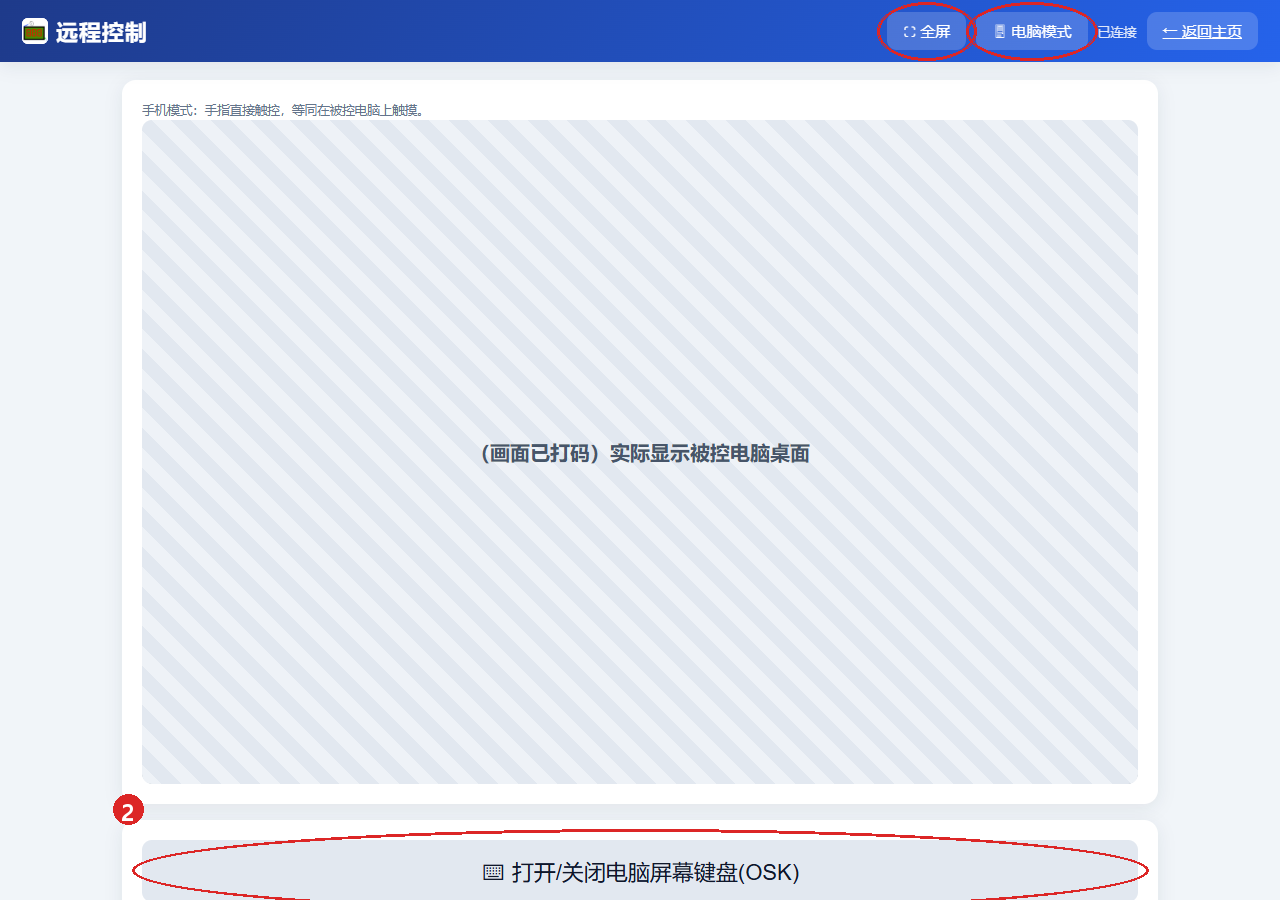 远程控制
全屏
电脑模式
已连接
← 返回主页
手机模式：手指直接触控，等同在被控电脑上触摸。
（画面已打码）实际显示被控电脑桌面
2
打开/关闭电脑屏幕键盘(OSK)